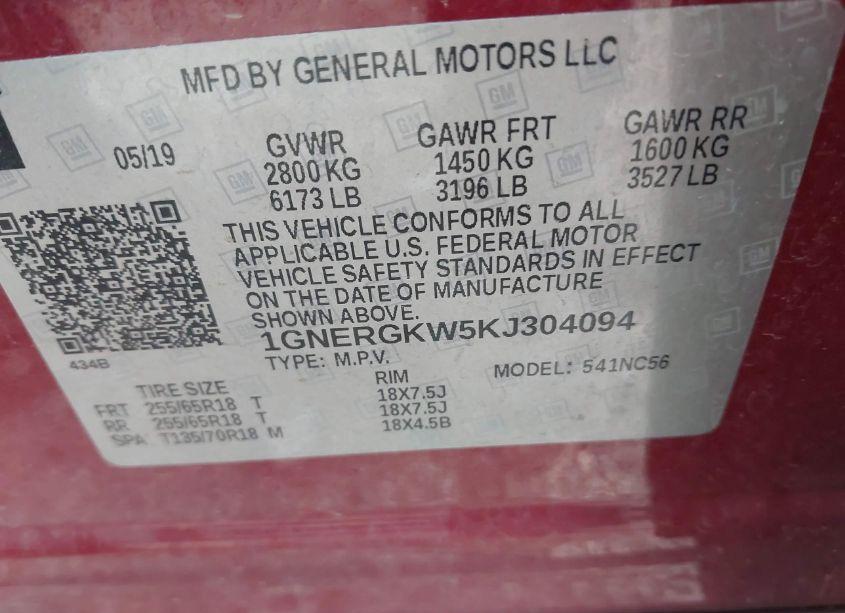 MFD BY GENERAL MOTORS LLC
05/19
GVWR
2800 KG
6173 LB
GAWR FRT
1450 KG
3196 LB
GAWR RR
1600 KG
3527 LB
THIS VEHICLE CONFORMS TO ALL
APPLICABLE U.S. FEDERAL MOTOR
VEHICLE SAFETY STANDARDS IN EFFECT
ON THE DATE OF MANUFACTURE
SHOWN ABOVE.
1GNERGKW5KJ304094
TYPE: M.P.V.
MODEL: 541NC56
434B
TIRE SIZE RIM
FRT 255/65R18 T 18X7.5J
RR 255/65R18 T 18X7.5J
SPA T135/70R18 M 18X4.5B
GM